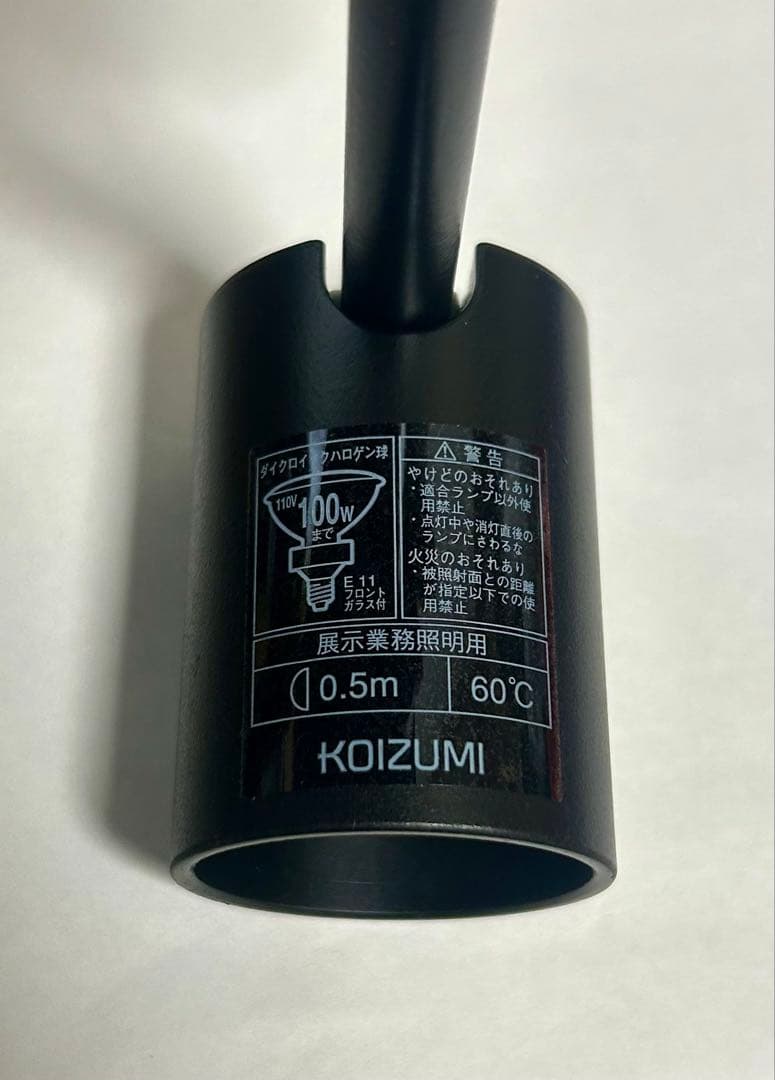 ダイクロイックハロゲン球
110V
100W
まで
E 11
フロント
ガラス付
⚠ 警告
やけどのおそれあり
・適合ランプ以外使
用禁止
・点灯中や消灯直後の
ランプにさわるな
火災のおそれあり
・被照射面との距離
が指定以下での使
用禁止
展示業務照明用
0.5m
60℃
KOIZUMI